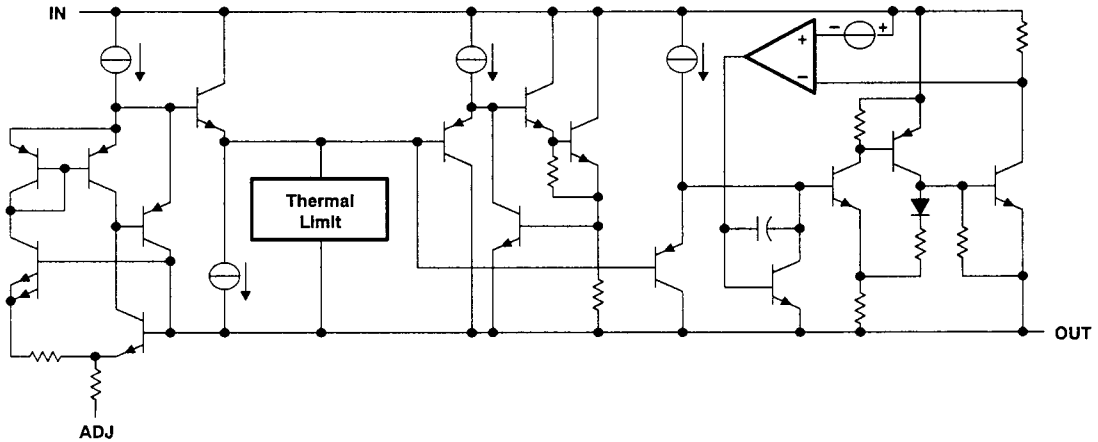 IN
− +
+
−
Thermal
Limit
OUT
ADJ